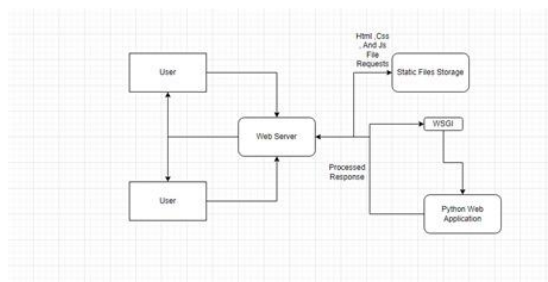 Html ,Css
, And Js
File
Requests
User
Static Files Storage
WSGI
Web Server
Processed
Response
User
Python Web
Application